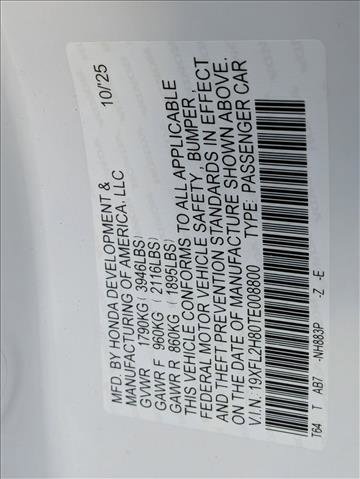 MFD. BY HONDA DEVELOPMENT & 10/'25
MANUFACTURING OF AMERICA, LLC
GVWR 1790KG (3946LBS)
GAWR F 960KG (2116LBS)
GAWR R 860KG (1895LBS)
THIS VEHICLE CONFORMS TO ALL APPLICABLE
FEDERAL MOTOR VEHICLE SAFETY, BUMPER,
AND THEFT PREVENTION STANDARDS IN EFFECT
ON THE DATE OF MANUFACTURE SHOWN ABOVE.
V.I.N.: 19XFL2H80TE008800 TYPE: PASSENGER CAR
T64 T AB7 -NH883P -Z -E